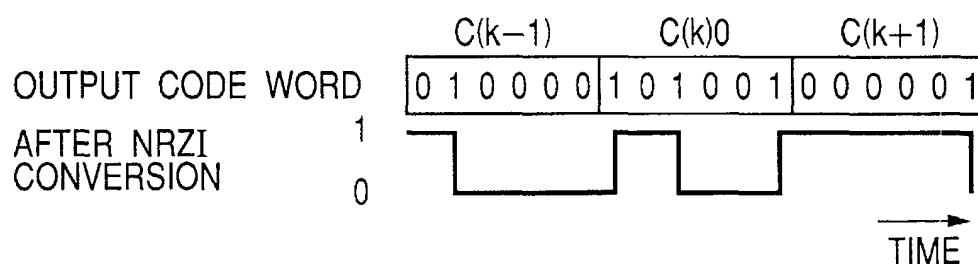 C(k−1) C(k)0 C(k+1)
OUTPUT CODE WORD 0 1 0 0 0 0 1 0 1 0 0 1 0 0 0 0 0 1
AFTER NRZI CONVERSION 1
0
TIME